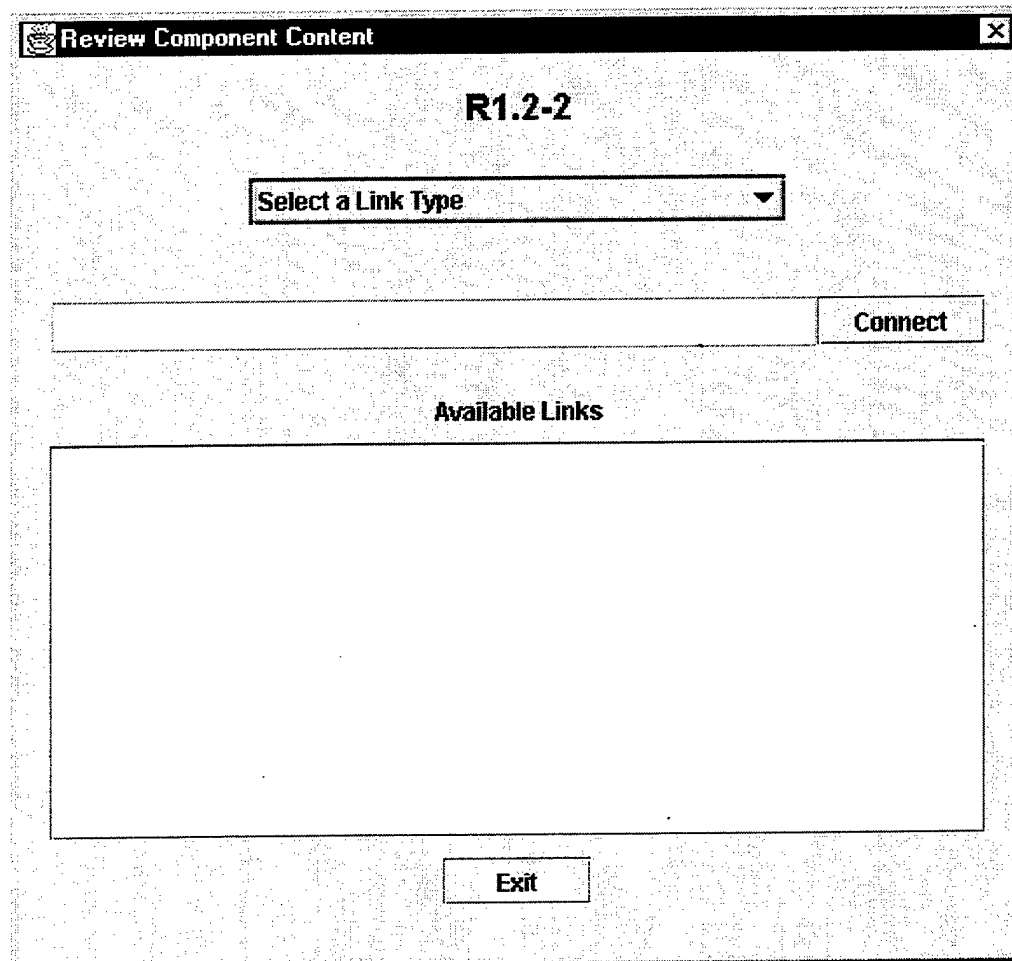 Review Component Content
R1.2-2
Select a Link Type
Connect
Available Links
Exit